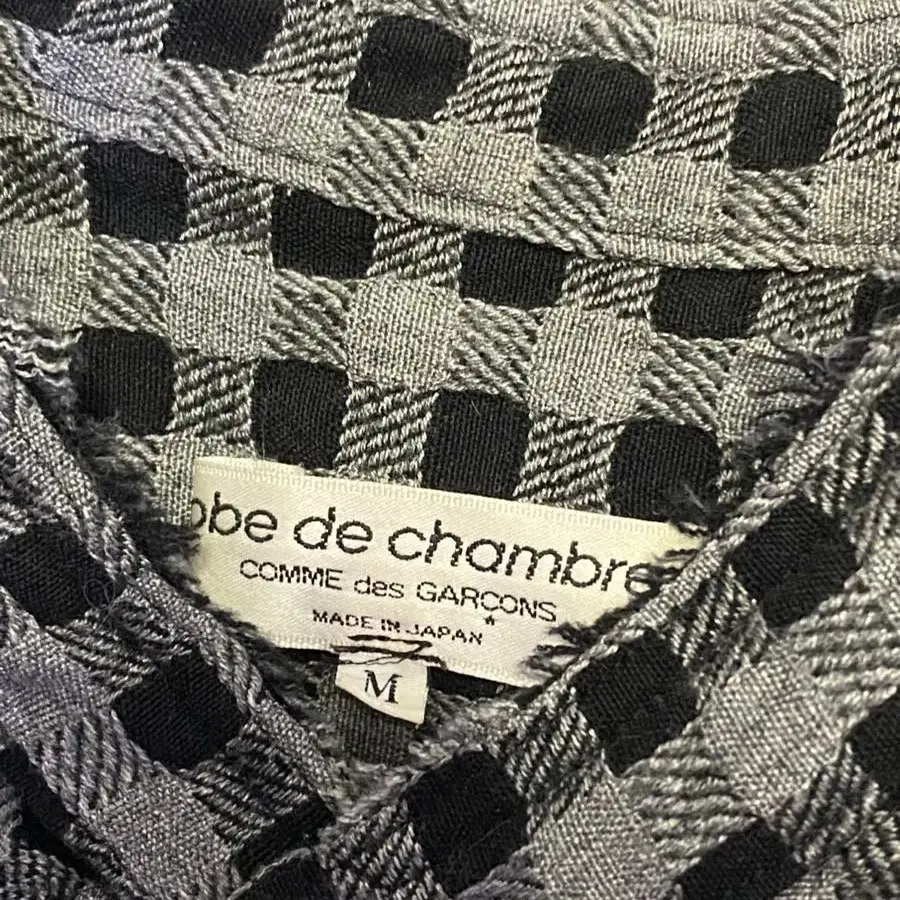 obe de chambre
COMME des GARÇONS
MADE IN JAPAN
M